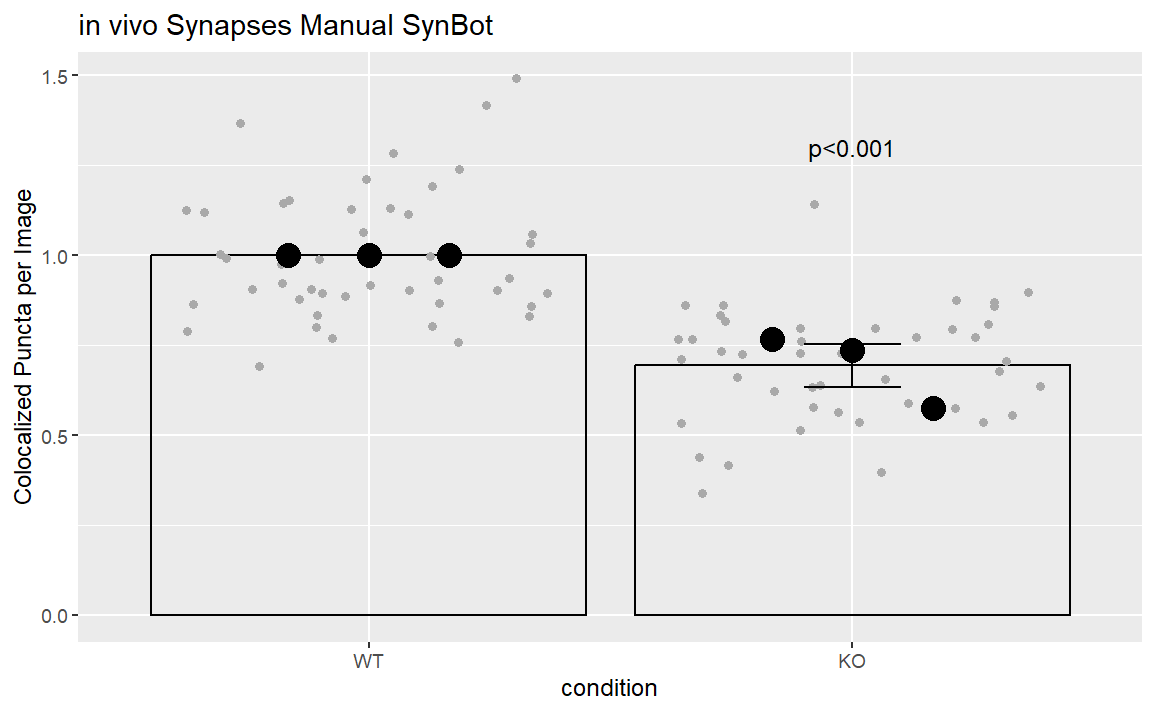 in vivo Synapses Manual SynBot
Colocalized Puncta per Image
1.5
1.0
0.5
0.0
p<0.001
WT
KO
condition